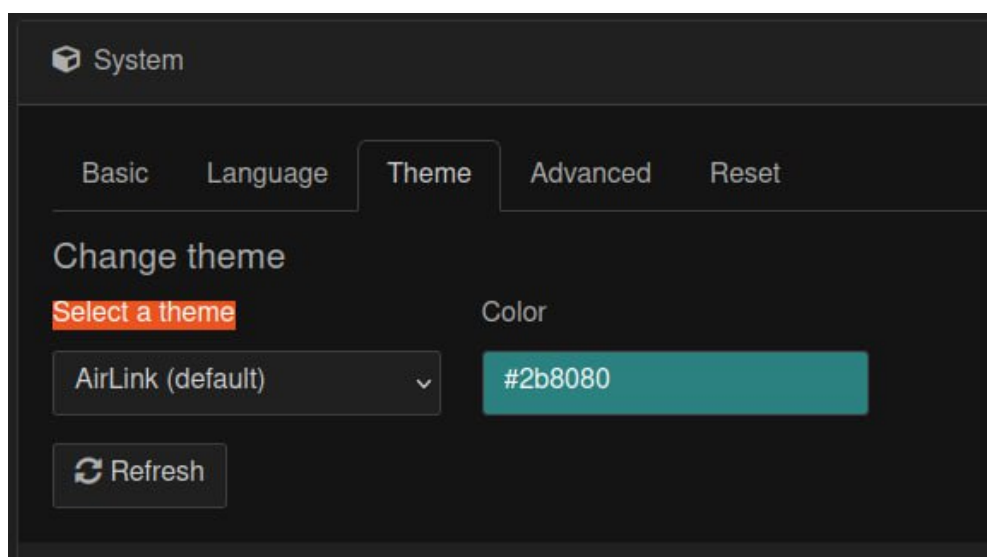 System
Basic Language Theme Advanced Reset
Change theme
Select a theme Color
AirLink (default) #2b8080
Refresh